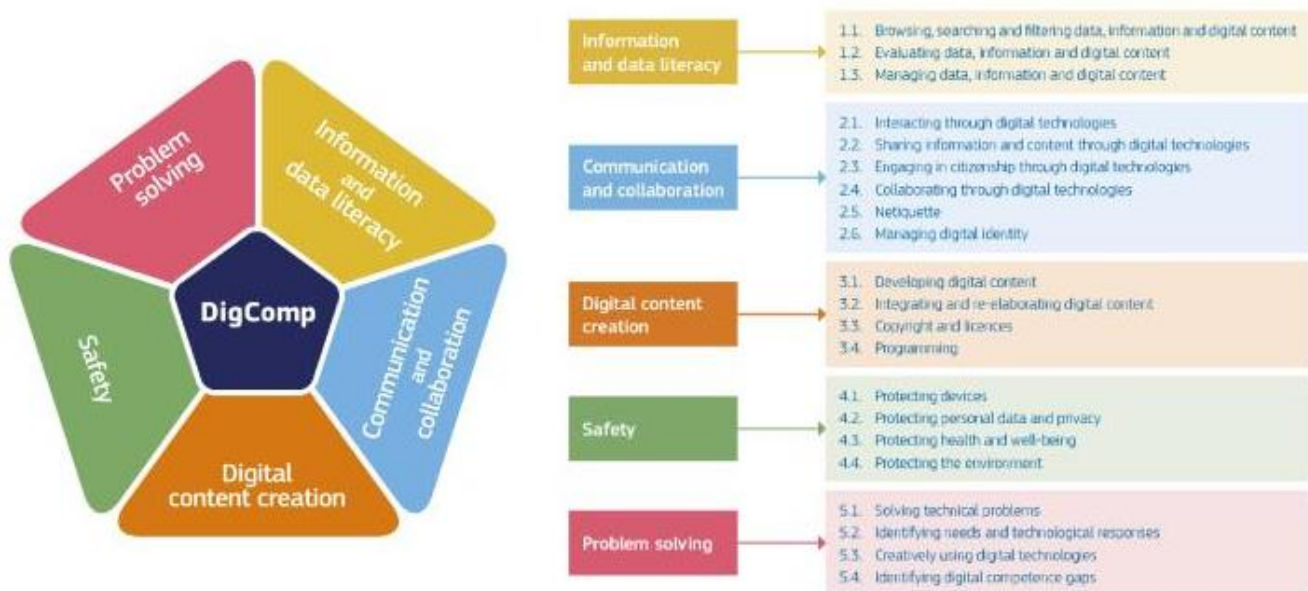 Problem
solving
Information
and
data literacy
Safety
DigComp
Communication
and
collaboration
Digital
content creation
Information
and data literacy
1.1. Browsing, searching and filtering data, information and digital content
1.2. Evaluating data, information and digital content
1.3. Managing data, information and digital content
Communication
and collaboration
2.1. Interacting through digital technologies
2.2. Sharing information and content through digital technologies
2.3. Engaging in citizenship through digital technologies
2.4. Collaborating through digital technologies
2.5. Netiquette
2.6. Managing digital identity
Digital content
creation
3.1. Developing digital content
3.2. Integrating and re-elaborating digital content
3.3. Copyright and licences
3.4. Programming
Safety
4.1. Protecting devices
4.2. Protecting personal data and privacy
4.3. Protecting health and well-being
4.4. Protecting the environment
Problem solving
5.1. Solving technical problems
5.2. Identifying needs and technological responses
5.3. Creatively using digital technologies
5.4. Identifying digital competence gaps